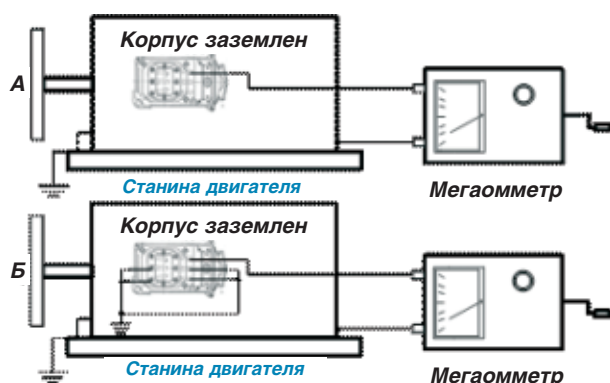 Корпус заземлен
А
Станина двигателя
Мегаомметр
Корпус заземлен
Б
Станина двигателя
Мегаомметр